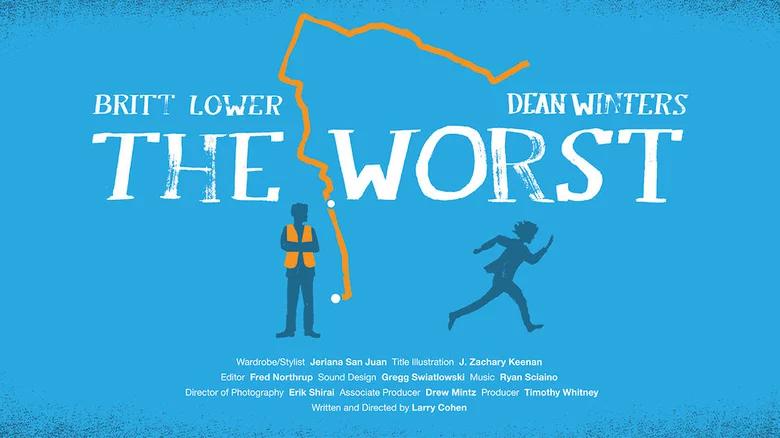 BRITT LOWER DEAN WINTERS
THE WORST
Wardrobe/Stylist Jeriana San Juan Title Illustration J. Zachary Keenan
Editor Fred Northrup Sound Design Gregg Swiatlowski Music Ryan Sciaino
Director of Photography Erik Shirai Associate Producer Drew Mintz Producer Timothy Whitney
Written and Directed by Larry Cohen